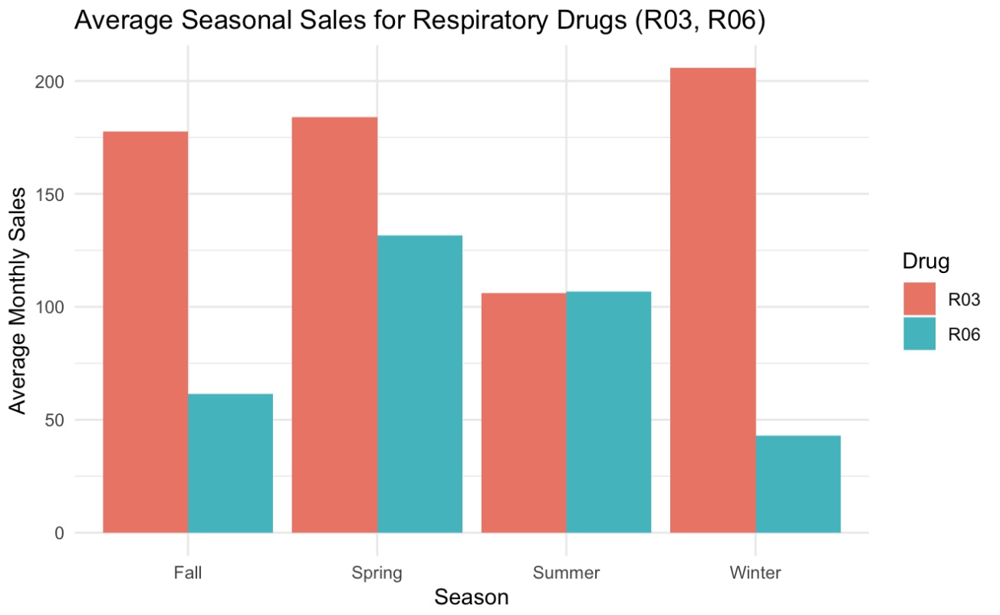 Average Seasonal Sales for Respiratory Drugs (R03, R06)
Average Monthly Sales
200
150
100
50
0
Fall
Spring
Summer
Winter
Season
Drug
R03
R06